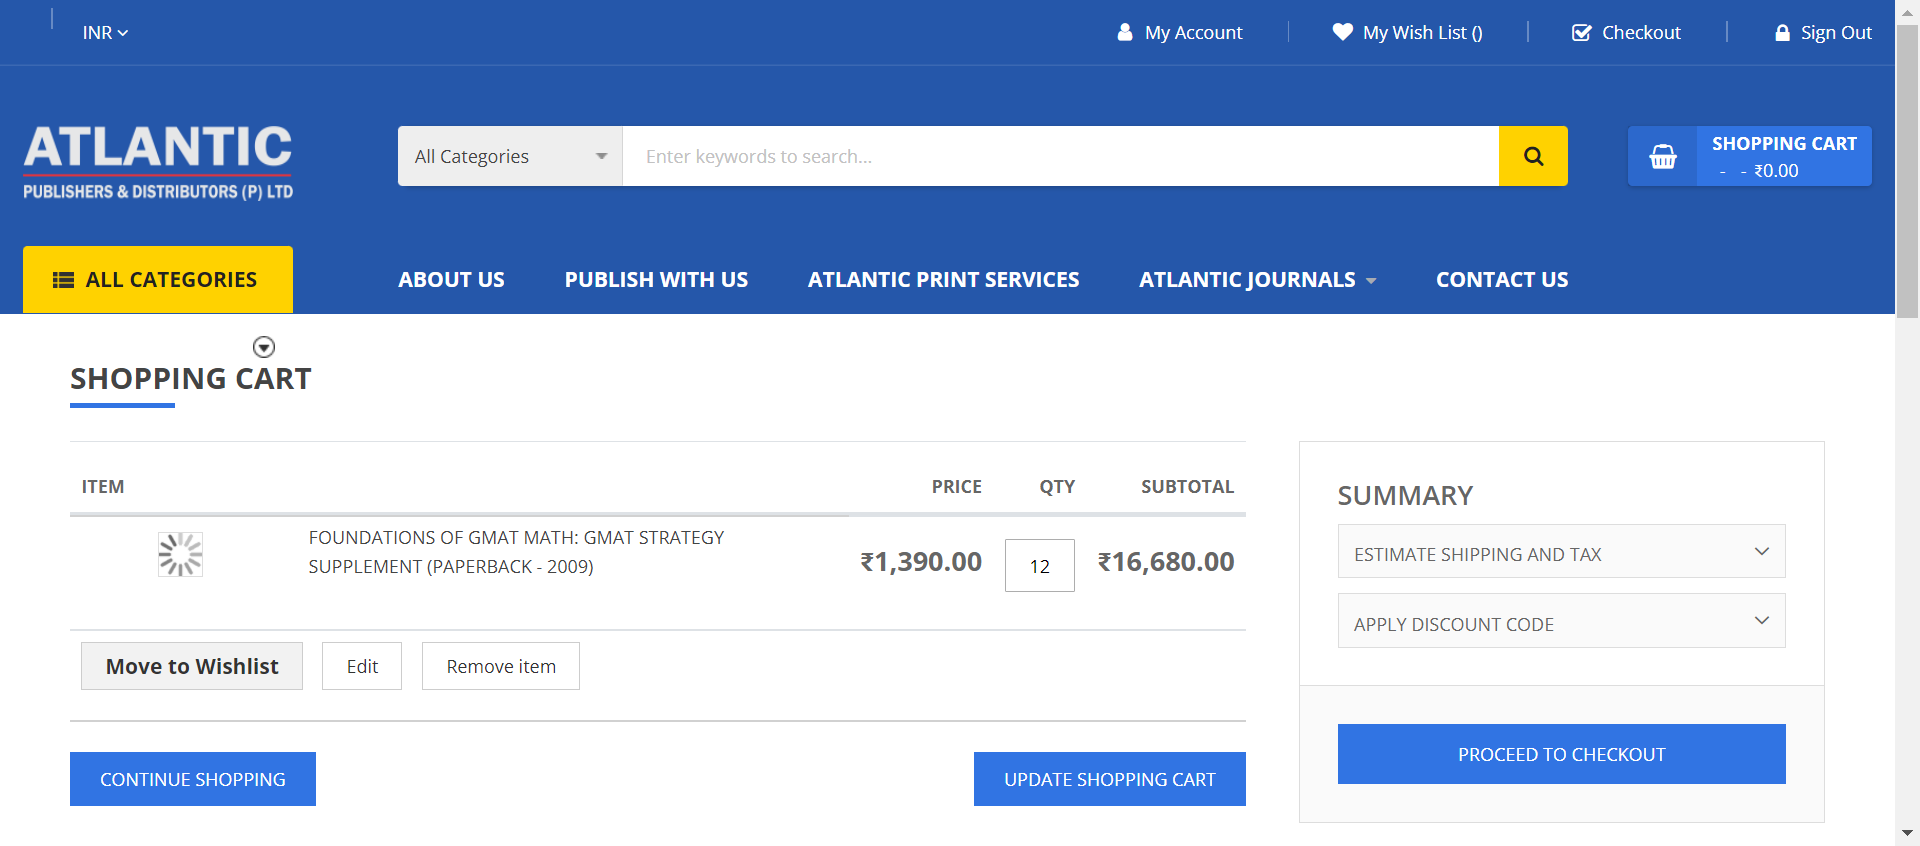 INR
My Account
My Wish List ()
Checkout
Sign Out
ATLANTIC
PUBLISHERS & DISTRIBUTORS (P) LTD
All Categories
Enter keywords to search...
SHOPPING CART
- - ₹0.00
ALL CATEGORIES
ABOUT US
PUBLISH WITH US
ATLANTIC PRINT SERVICES
ATLANTIC JOURNALS
CONTACT US
SHOPPING CART
ITEM PRICE QTY SUBTOTAL
FOUNDATIONS OF GMAT MATH: GMAT STRATEGY
SUPPLEMENT (PAPERBACK - 2009)
₹1,390.00 12 ₹16,680.00
Move to Wishlist
Edit
Remove item
CONTINUE SHOPPING
UPDATE SHOPPING CART
SUMMARY
ESTIMATE SHIPPING AND TAX
APPLY DISCOUNT CODE
PROCEED TO CHECKOUT